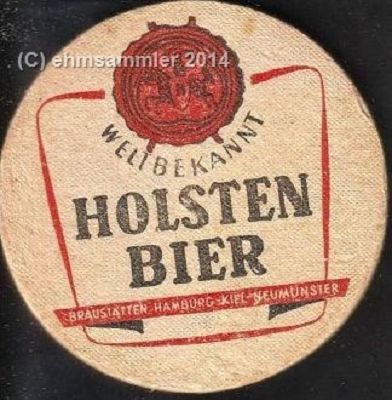 (C) ehmsammler 2014
WELTBEKANNT
HOLSTEN
BIER
BRAUSTÄTTEN·HAMBURG·KIEL·NEUMÜNSTER